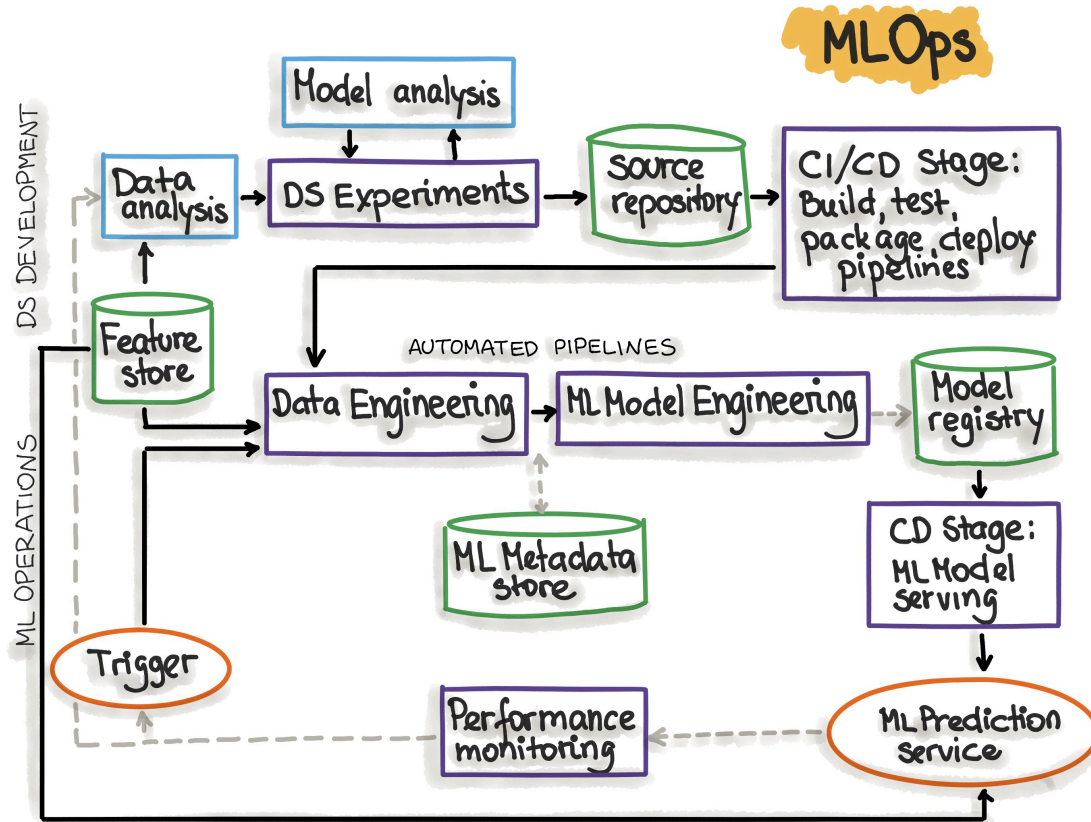 MLOps
Model analysis
DS DEVELOPMENT
Data
analysis
DS Experiments
Source
repository
CI/CD Stage:
Build, test,
package, deploy
pipelines
Feature
store
AUTOMATED PIPELINES
Data Engineering
ML Model Engineering
Model
registry
ML OPERATIONS
ML Metadata
store
CD Stage:
ML Model
serving
Trigger
Performance
monitoring
ML Prediction
service